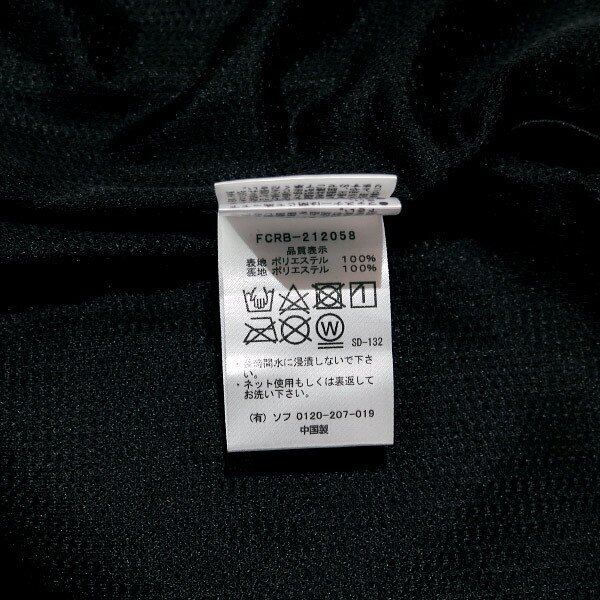 FCRB-212058
品質表示
表地 ポリエステル 100%
裏地 ポリエステル 100%
W
SD-132
・長時間水に浸漬しないで下さ
い。
・ネット使用もしくは裏返して
お洗い下さい。
(有) ソフ 0120-207-019
中国製